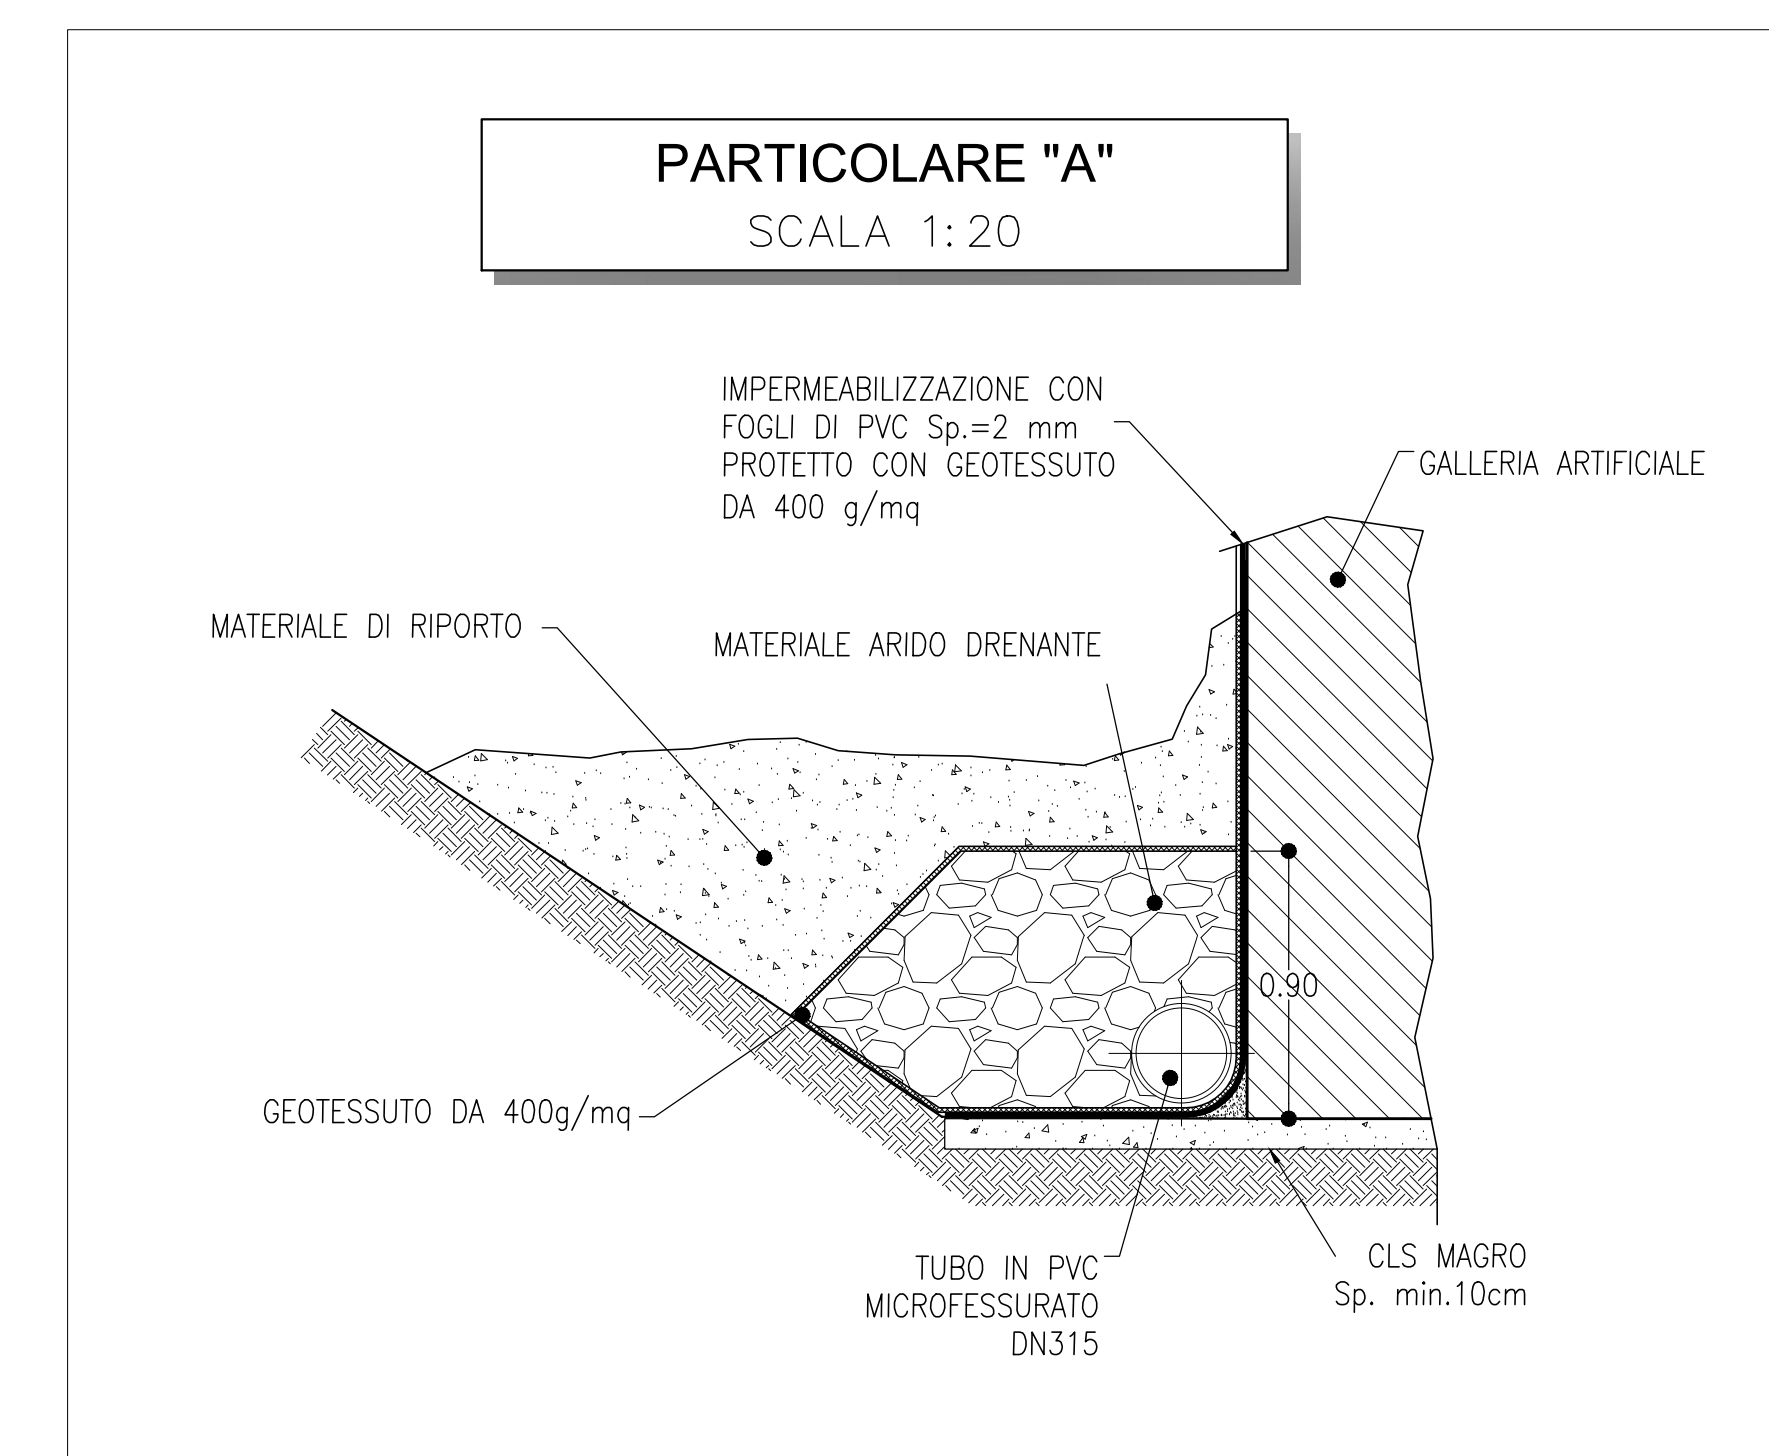 PARTICOLARE "A"
SCALA 1:20
IMPERMEABILIZZAZIONE CON
FOGLI DI PVC Sp.=2 mm
PROTETTO CON GEOTESSUTO
DA 400 g/mq
GALLERIA ARTIFICIALE
MATERIALE DI RIPORTO
MATERIALE ARIDO DRENANTE
0.90
GEOTESSUTO DA 400g/mq
TUBO IN PVC
MICROFESSURATO
DN315
CLS MAGRO
Sp. min.10cm